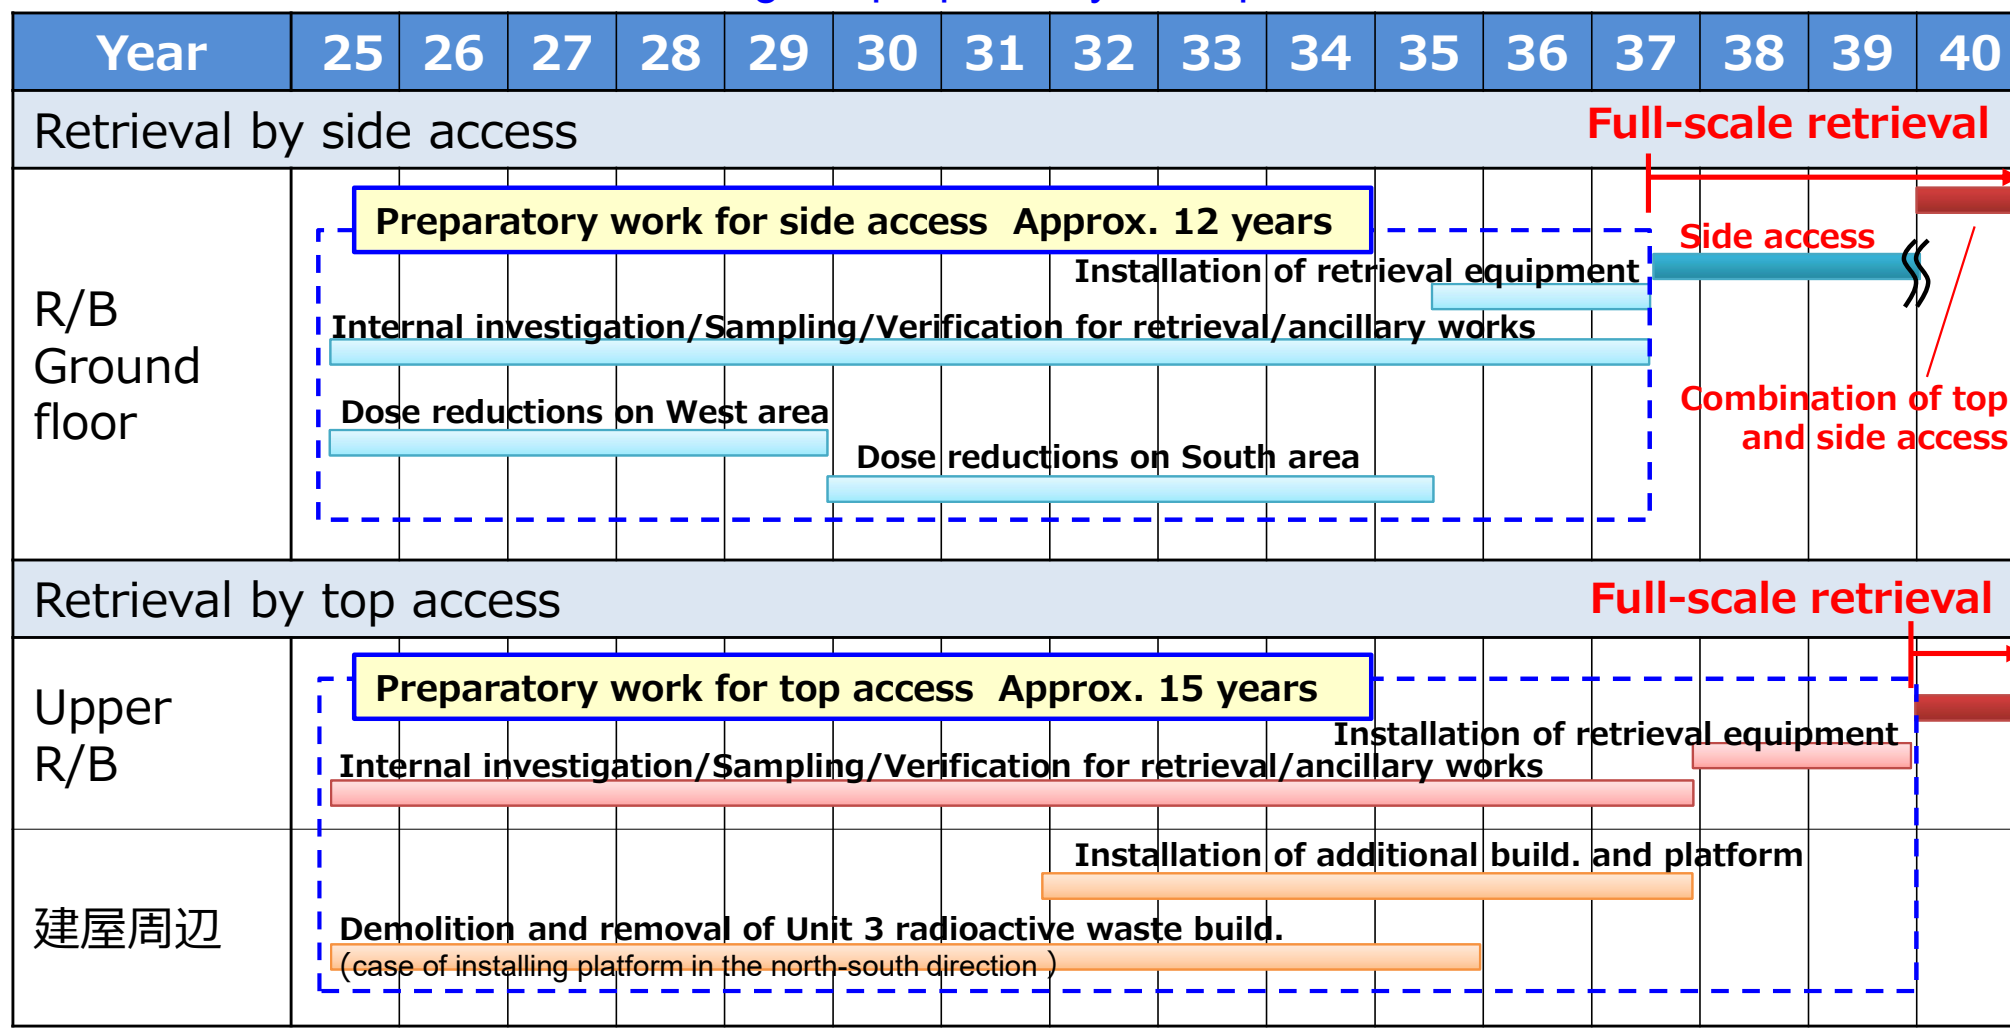 Year 25 26 27 28 29 30 31 32 33 34 35 36 37 38 39 40
Retrieval by side access
Full-scale retrieval
R/B
Ground
floor
Preparatory work for side access Approx. 12 years
Side access
Installation of retrieval equipment
Internal investigation/Sampling/Verification for retrieval/ancillary works
Combination of top
and side access
Dose reductions on West area
Dose reductions on South area
Retrieval by top access
Full-scale retrieval
Upper
R/B
Preparatory work for top access Approx. 15 years
Installation of retrieval equipment
Internal investigation/Sampling/Verification for retrieval/ancillary works
建屋周辺
Installation of additional build. and platform
Demolition and removal of Unit 3 radioactive waste build.
(case of installing platform in the north-south direction )